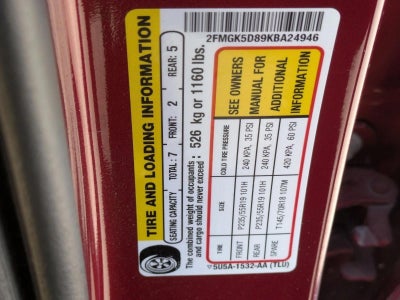 TIRE AND LOADING INFORMATION
SEATING CAPACITY TOTAL: 7 FRONT: 2 REAR: 5
The combined weight of occupants
and cargo should never exceed : 526 kg or 1160 lbs.
2FMGK5D89KBA24946
SEE OWNERS
MANUAL FOR
ADDITIONAL
INFORMATION
TIRE SIZE COLD TIRE PRESSURE
FRONT P235/55R19 101H 240 KPA, 35 PSI
REAR P235/55R19 101H 240 KPA, 35 PSI
SPARE T145/70R18 107M 420 KPA, 60 PSI
5U5A-1532-AA (TLU)